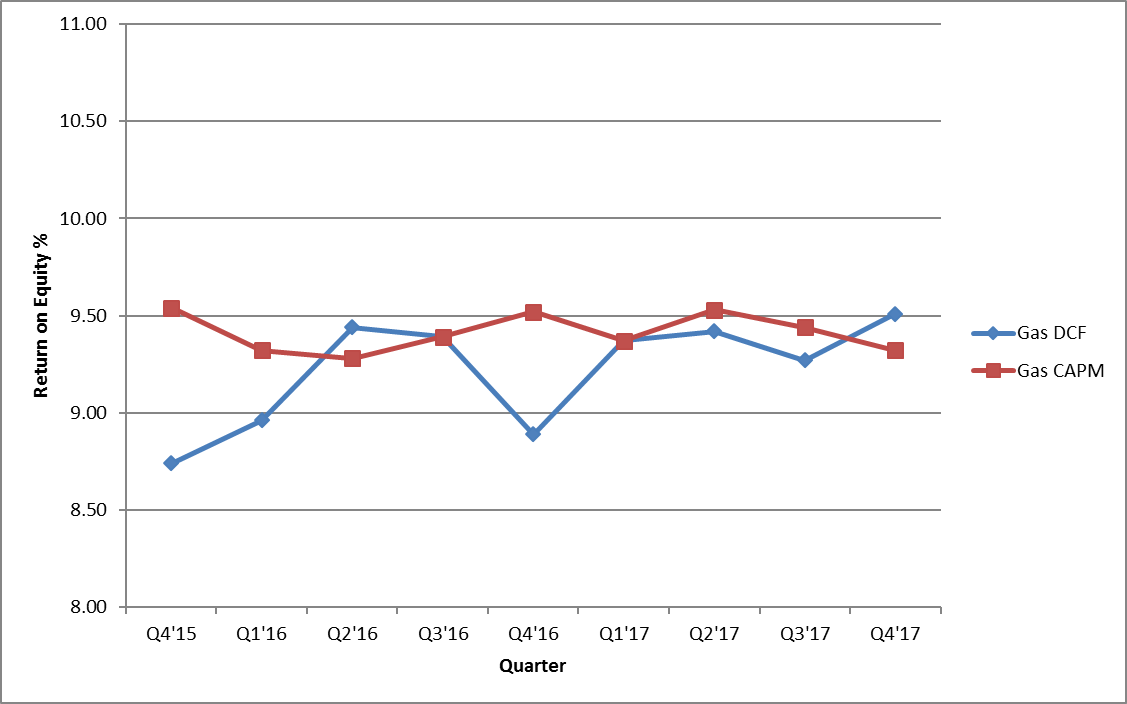 11.00
10.50
10.00
9.50
9.00
8.50
8.00
Return on Equity %
Q4'15 Q1'16 Q2'16 Q3'16 Q4'16 Q1'17 Q2'17 Q3'17 Q4'17
Quarter
Gas DCF
Gas CAPM